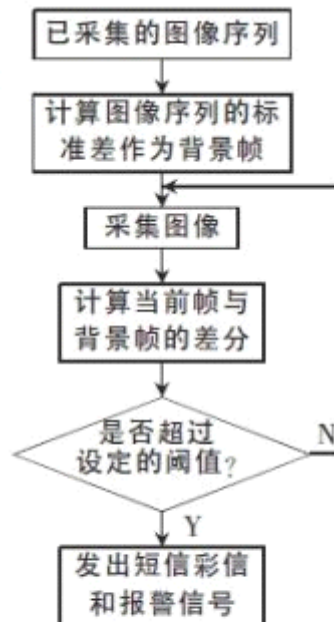 已采集的图像序列
计算图像序列的标
准差作为背景帧
采集图像
计算当前帧与
背景帧的差分
是否超过
设定的阈值?
N
Y
发出短信彩信
和报警信号